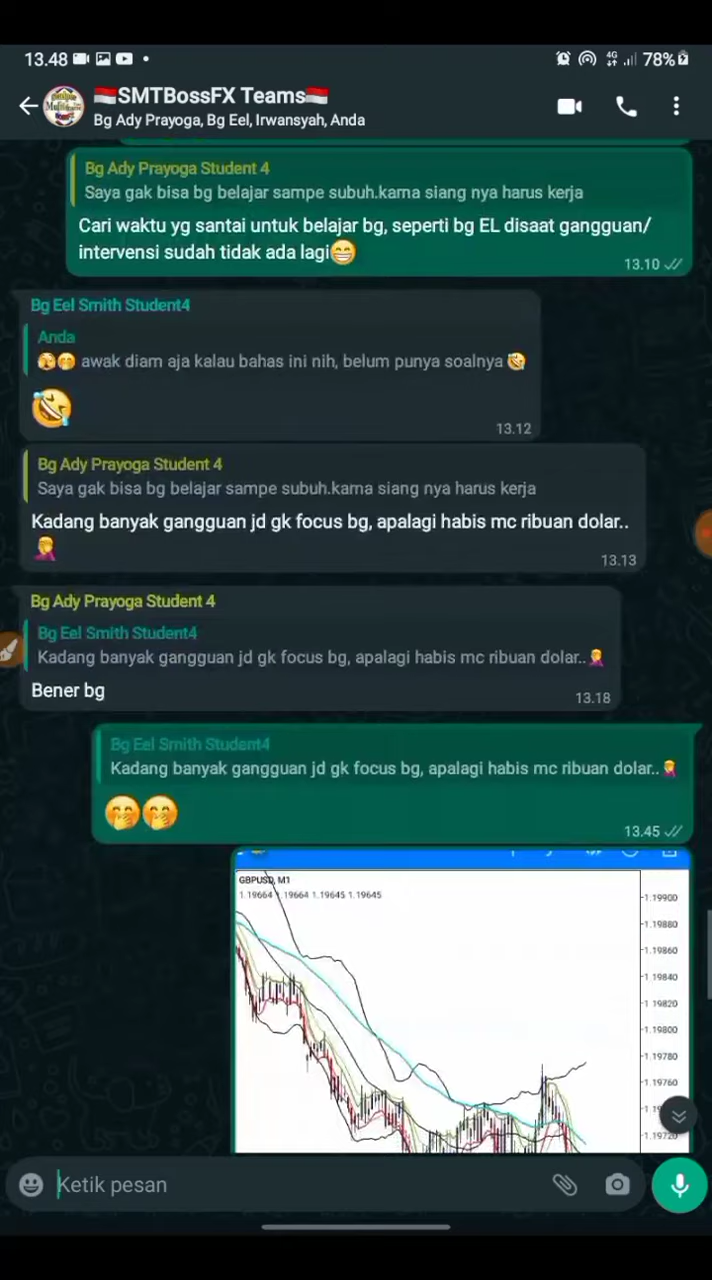 13.48
4G
78%
🇮🇩SMTBossFX Teams🇮🇩
Bg Ady Prayoga, Bg Eel, Irwansyah, Anda
Bg Ady Prayoga Student 4
Saya gak bisa bg belajar sampe subuh.karna siang nya harus kerja
Cari waktu yg santai untuk belajar bg, seperti bg EL disaat gangguan/
intervensi sudah tidak ada lagi😁
13.10
Bg Eel Smith Student4
Anda
🫣🤭 awak diam aja kalau bahas ini nih, belum punya soalnya 🤣
🤣
13.12
Bg Ady Prayoga Student 4
Saya gak bisa bg belajar sampe subuh.karna siang nya harus kerja
Kadang banyak gangguan jd gk focus bg, apalagi habis mc ribuan dolar..
🤦‍♀️
13.13
Bg Ady Prayoga Student 4
Bg Eel Smith Student4
Kadang banyak gangguan jd gk focus bg, apalagi habis mc ribuan dolar..🤦‍♀️
Bener bg
13.18
Bg Eel Smith Student4
Kadang banyak gangguan jd gk focus bg, apalagi habis mc ribuan dolar..🤦‍♀️
🤭🤭
13.45
GBPUSD, M1
1.19664 1.19664 1.19645 1.19645
1.19900
1.19880
1.19860
1.19840
1.19820
1.19800
1.19780
1.19760
1.19720
Ketik pesan